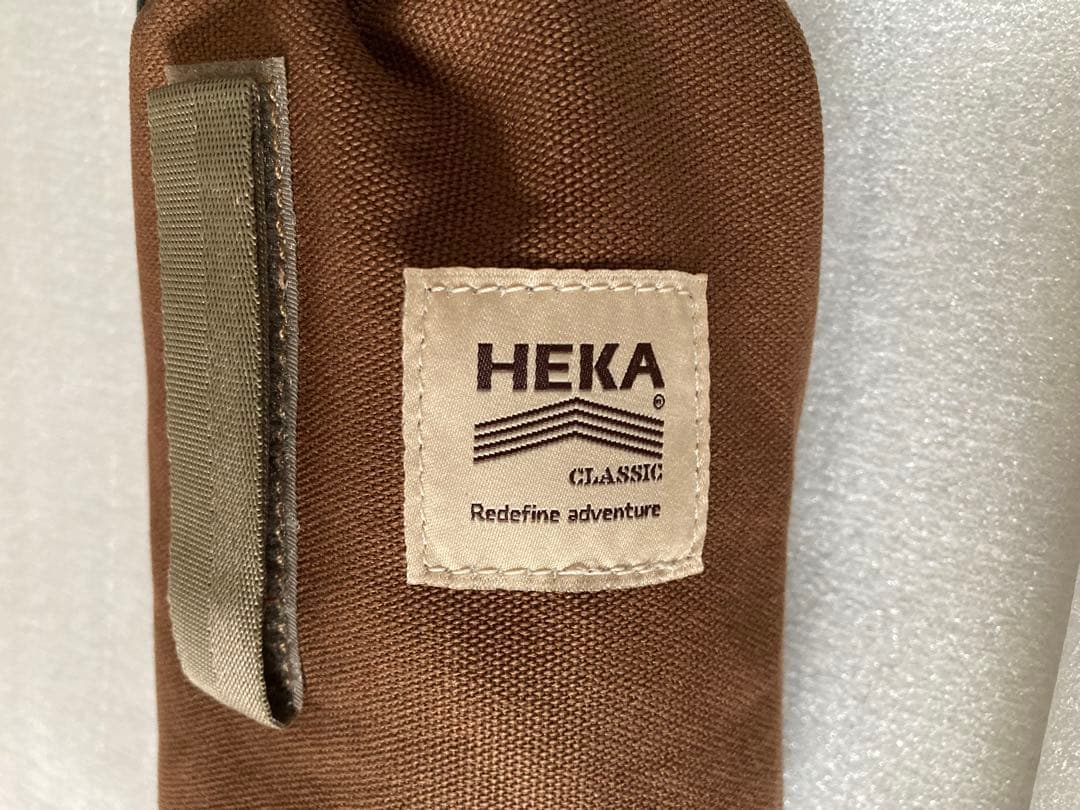 HEKA
®
CLASSIC
Redefine adventure